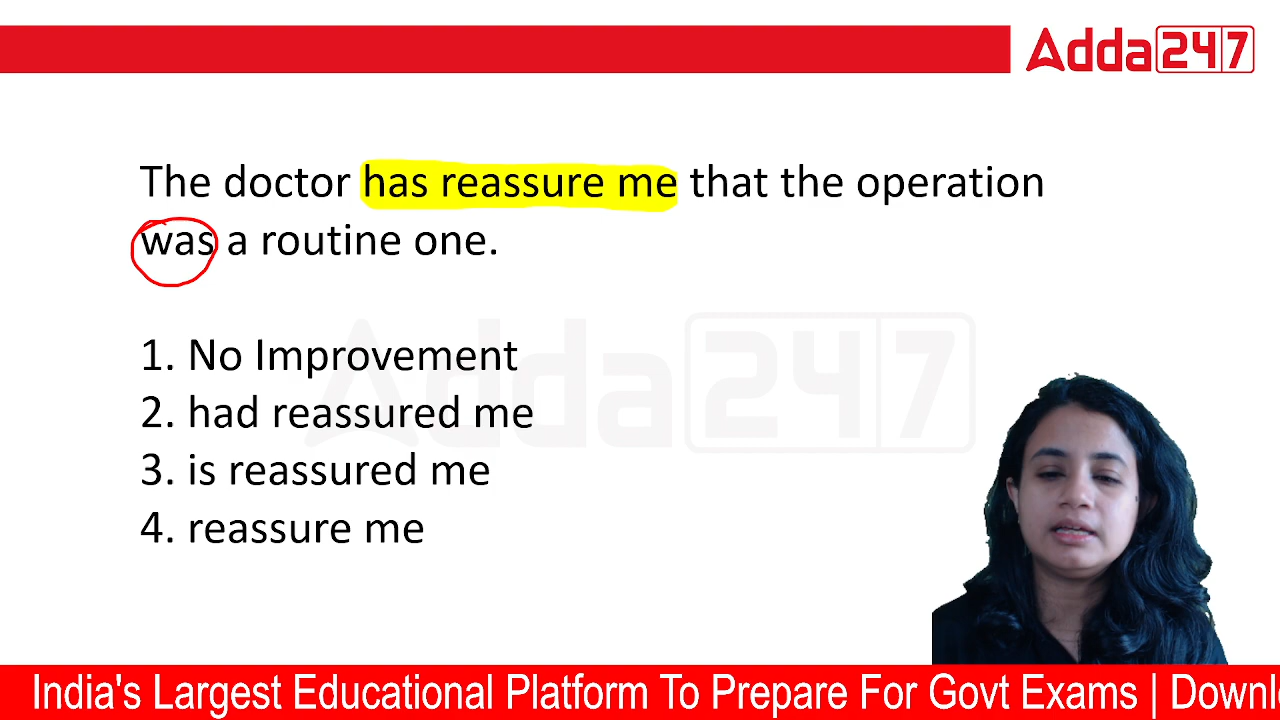 Adda247
The doctor has reassure me that the operation
was a routine one.
1. No Improvement
2. had reassured me
3. is reassured me
4. reassure me
Adda247
India's Largest Educational Platform To Prepare For Govt Exams | Downl